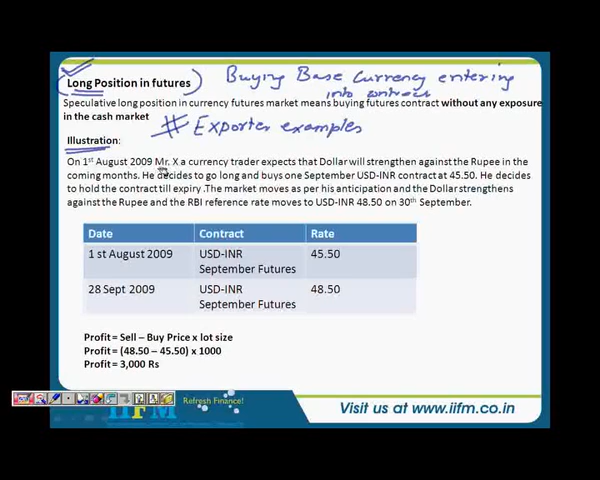 Long Position in futures
Buying Base Currency entering
into contract
Speculative long position in currency futures market means buying futures contract without any exposure
in the cash market
# Exporter examples
Illustration:
On 1st August 2009 Mr. X a currency trader expects that Dollar will strengthen against the Rupee in the
coming months. He decides to go long and buys one September USD-INR contract at 45.50. He decides
to hold the contract till expiry .The market moves as per his anticipation and the Dollar strengthens
against the Rupee and the RBI reference rate moves to USD-INR 48.50 on 30th September.
Date Contract Rate
1 st August 2009 USD-INR 45.50
September Futures
28 Sept 2009 USD-INR 48.50
September Futures
Profit = Sell – Buy Price x lot size
Profit = (48.50 – 45.50) x 1000
Profit = 3,000 Rs
Refresh Finance!
IIFM
Visit us at www.iifm.co.in